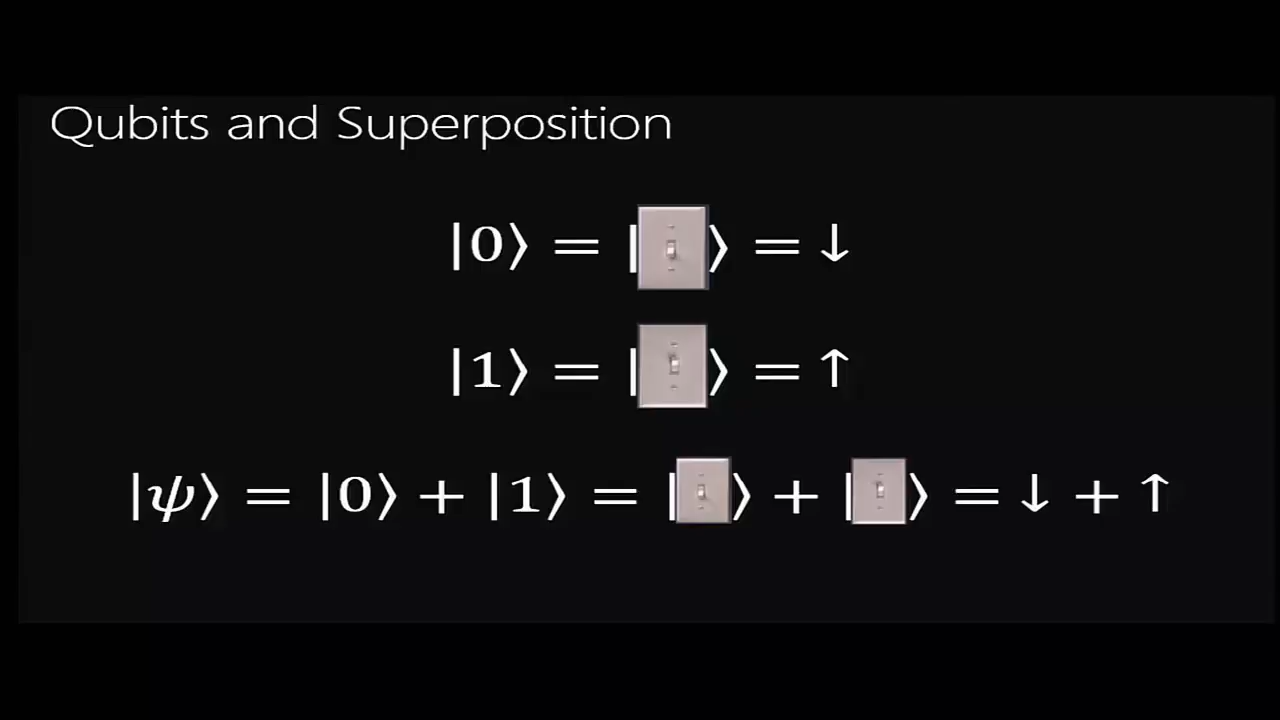 Qubits and Superposition
|0⟩ = | ⟩ = ↓
|1⟩ = | ⟩ = ↑
|ψ⟩ = |0⟩ + |1⟩ = | ⟩ + | ⟩ = ↓ + ↑